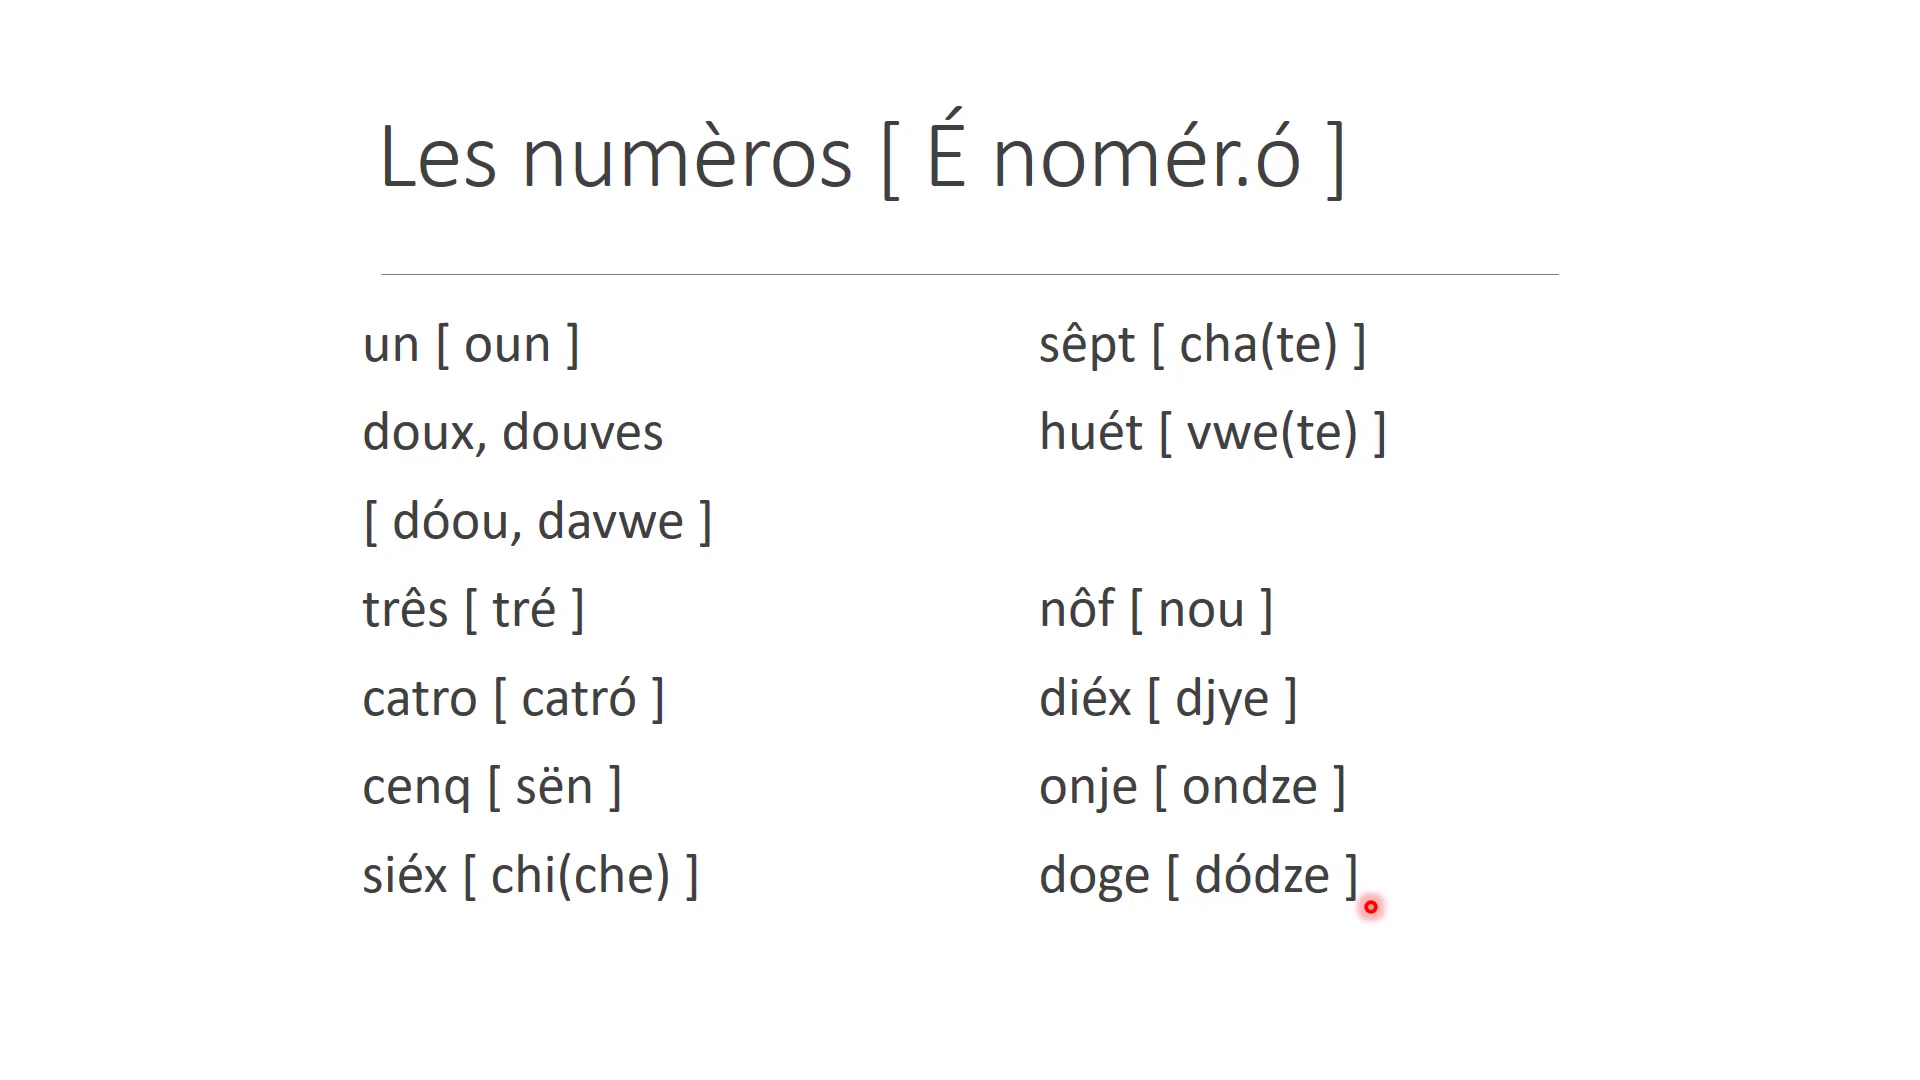 Les numèros [ É nomér.ó ]
un [ oun ]
doux, douves
[ dóou, davwe ]
três [ tré ]
catro [ catró ]
cenq [ sën ]
siéx [ chi(che) ]
sêpt [ cha(te) ]
huét [ vwe(te) ]
nôf [ nou ]
diéx [ djye ]
onje [ ondze ]
doge [ dódze ]